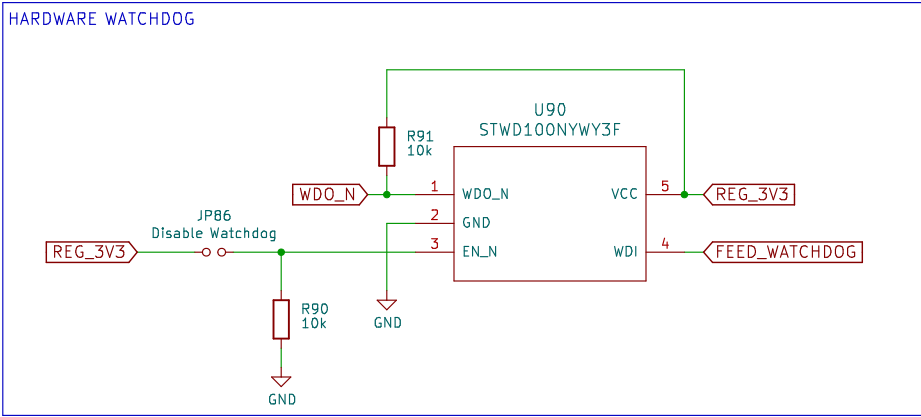 HARDWARE WATCHDOG
U90
STWD100NYWY3F
R91
10k
WDO_N
1
WDO_N
VCC
5
REG_3V3
2
GND
JP86
Disable Watchdog
REG_3V3
3
EN_N
WDI
4
FEED_WATCHDOG
R90
10k
GND
GND